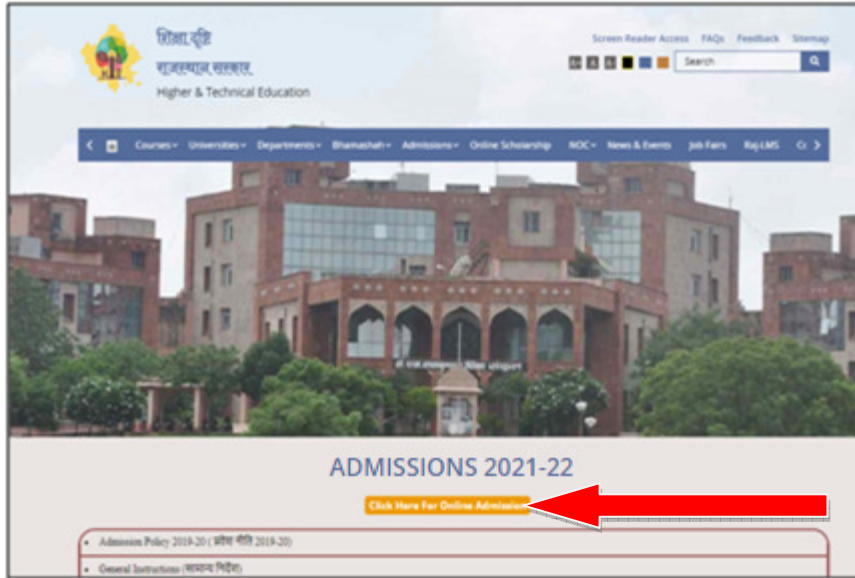 शिक्षा दृष्टि
Screen Reader Access FAQs Feedback Sitemap
राजस्थान सरकार
A+ A A- Search
Higher & Technical Education
Courses Universities Departments Bhamashah Admissions Online Scholarship NOC News & Events Job Fairs Raj-LMS
ADMISSIONS 2021-22
Click Here For Online Admission
Admission Policy 2019-20 ( प्रवेश नीति 2019-20)
General Instructions (सामान्य निर्देश)